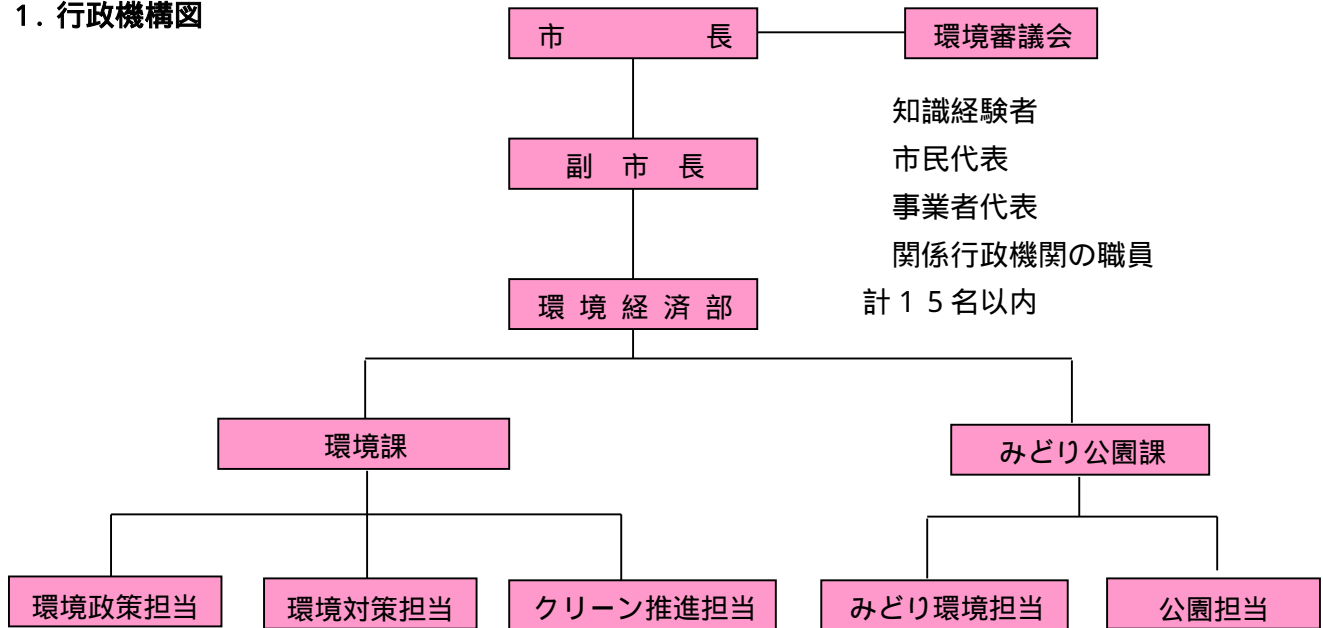 1. 行政機構図
市　　　　長
環境審議会
知識経験者
市民代表
事業者代表
関係行政機関の職員
計１５名以内
副　市　長
環 境 経 済 部
環境課
みどり公園課
環境政策担当
環境対策担当
クリーン推進担当
みどり環境担当
公園担当